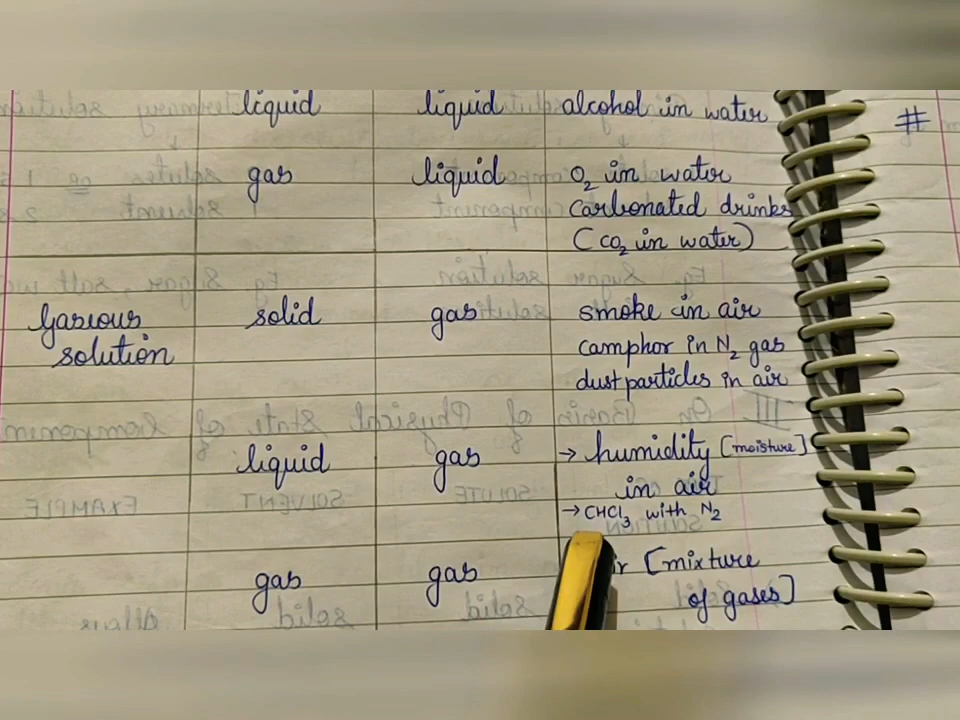 liquid liquid alcohol in water
#
gas liquid O₂ in water
carbonated drinks
(CO₂ in water)
Gasious solid gas smoke in air
solution camphor in N₂ gas
dust particles in air
liquid gas → humidity [moisture]
in air
→ CHCl₃ with N₂
gas gas [mixture
of gases]